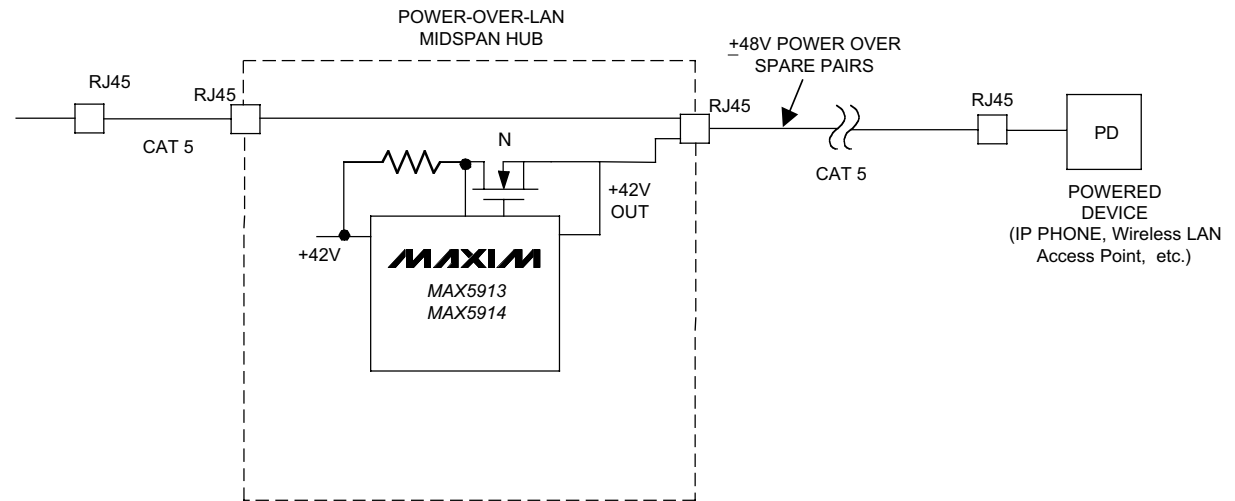 POWER-OVER-LAN
MIDSPAN HUB
±48V POWER OVER
SPARE PAIRS
RJ45
RJ45
RJ45
RJ45
CAT 5
N
CAT 5
PD
+42V
OUT
+42V
MAXIM
MAX5913
MAX5914
POWERED
DEVICE
(IP PHONE, Wireless LAN
Access Point, etc.)